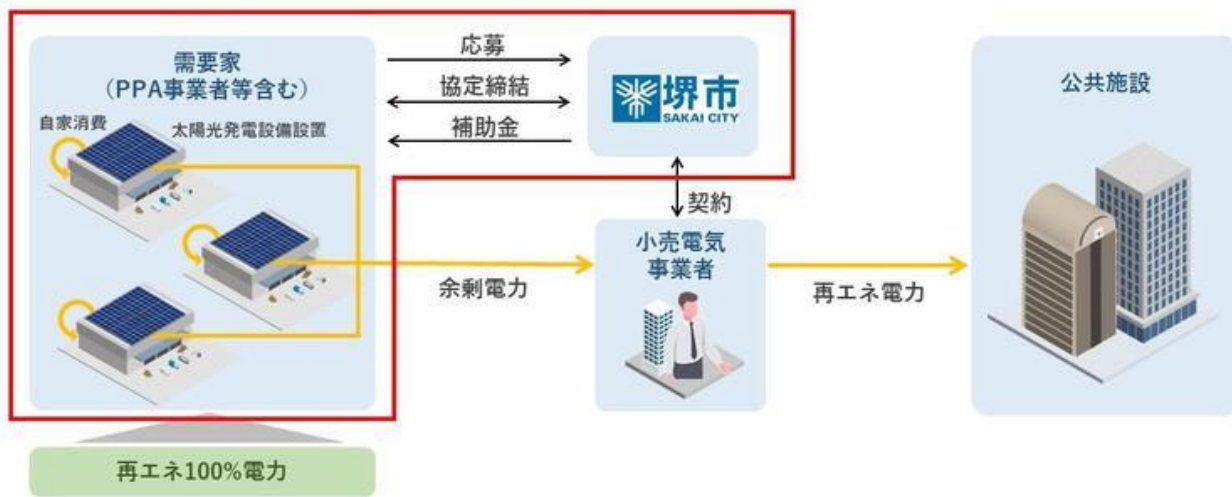 需要家
（PPA事業者等含む）
自家消費
太陽光発電設備設置
応募
協定締結
補助金
堺市
SAKAI CITY
契約
小売電気
事業者
余剰電力
再エネ電力
公共施設
再エネ100%電力